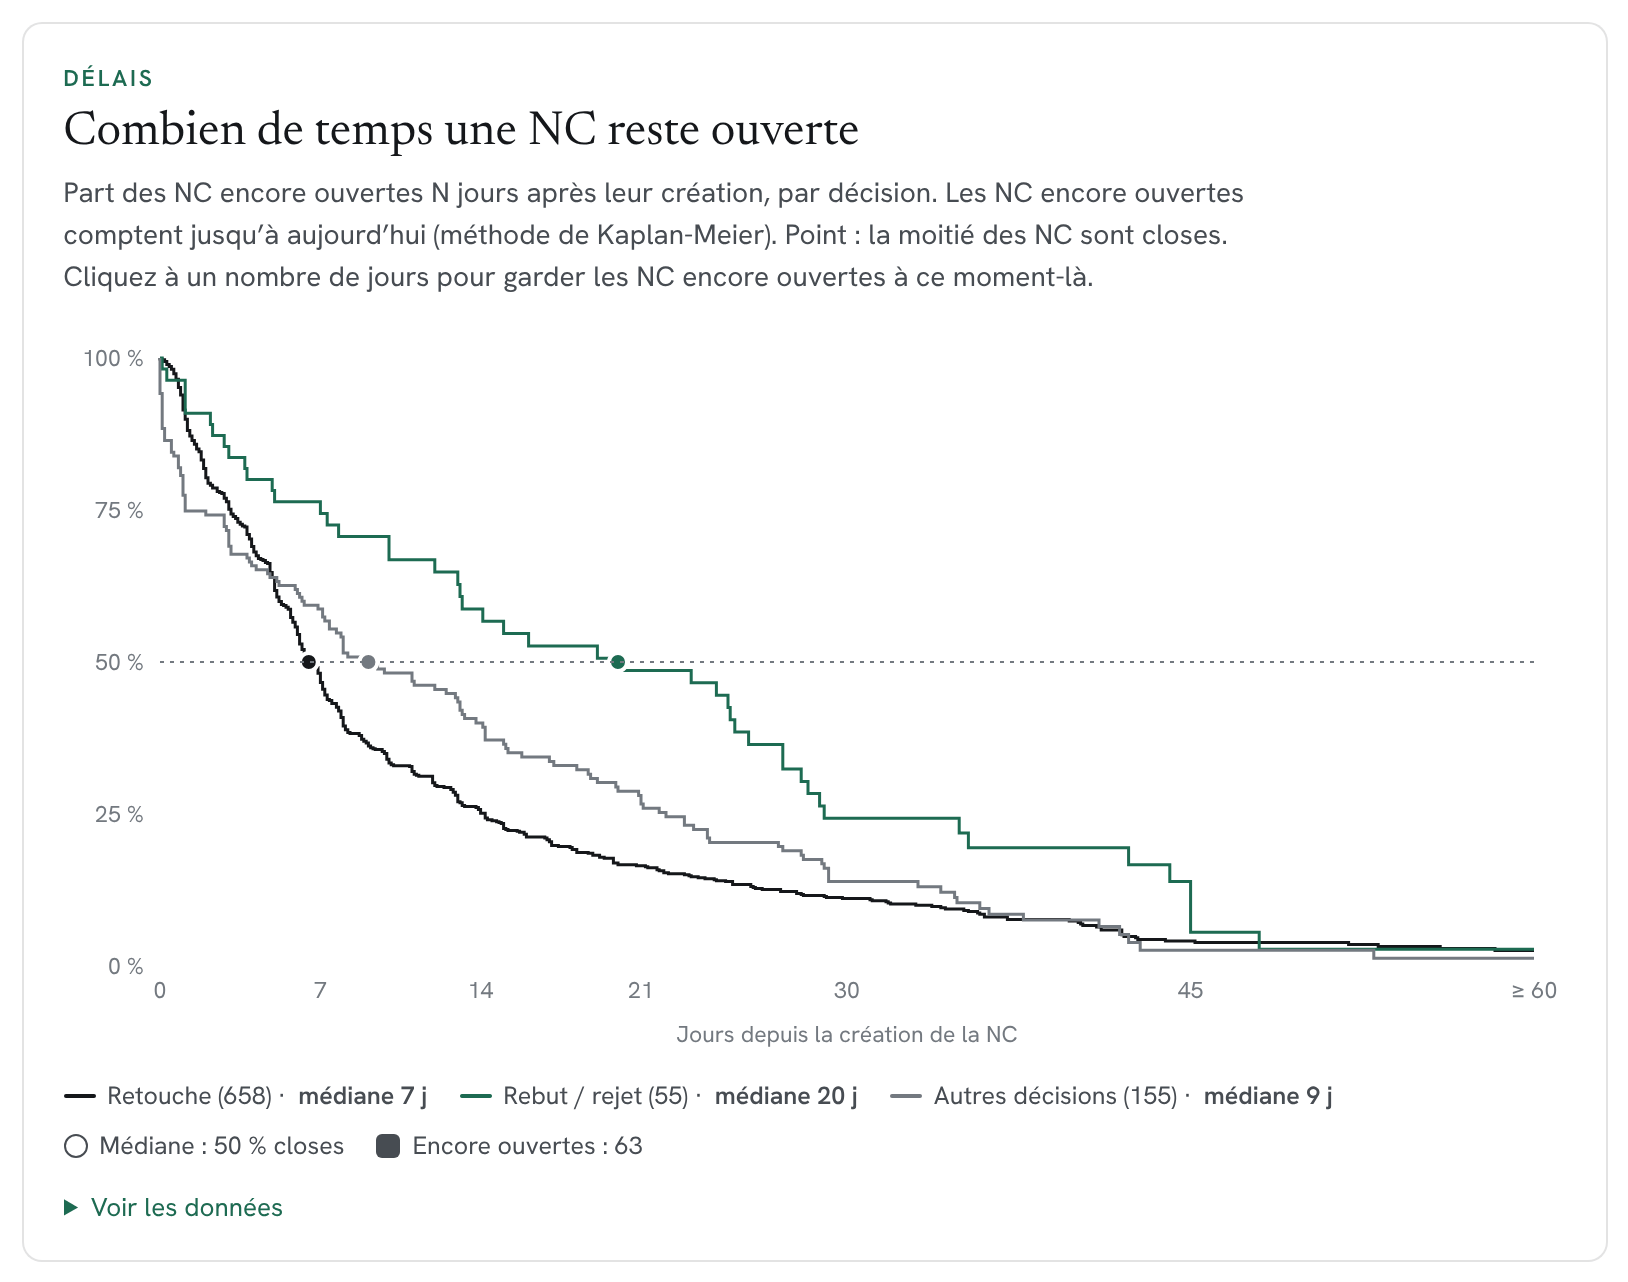 DÉLAIS
Combien de temps une NC reste ouverte
Part des NC encore ouvertes N jours après leur création, par décision. Les NC encore ouvertes
comptent jusqu’à aujourd’hui (méthode de Kaplan-Meier). Point : la moitié des NC sont closes.
Cliquez à un nombre de jours pour garder les NC encore ouvertes à ce moment-là.
100 %
75 %
50 %
25 %
0 %
0 7 14 21 30 45 ≥ 60
Jours depuis la création de la NC
Retouche (658) · médiane 7 j Rebut / rejet (55) · médiane 20 j Autres décisions (155) · médiane 9 j
Médiane : 50 % closes Encore ouvertes : 63
Voir les données